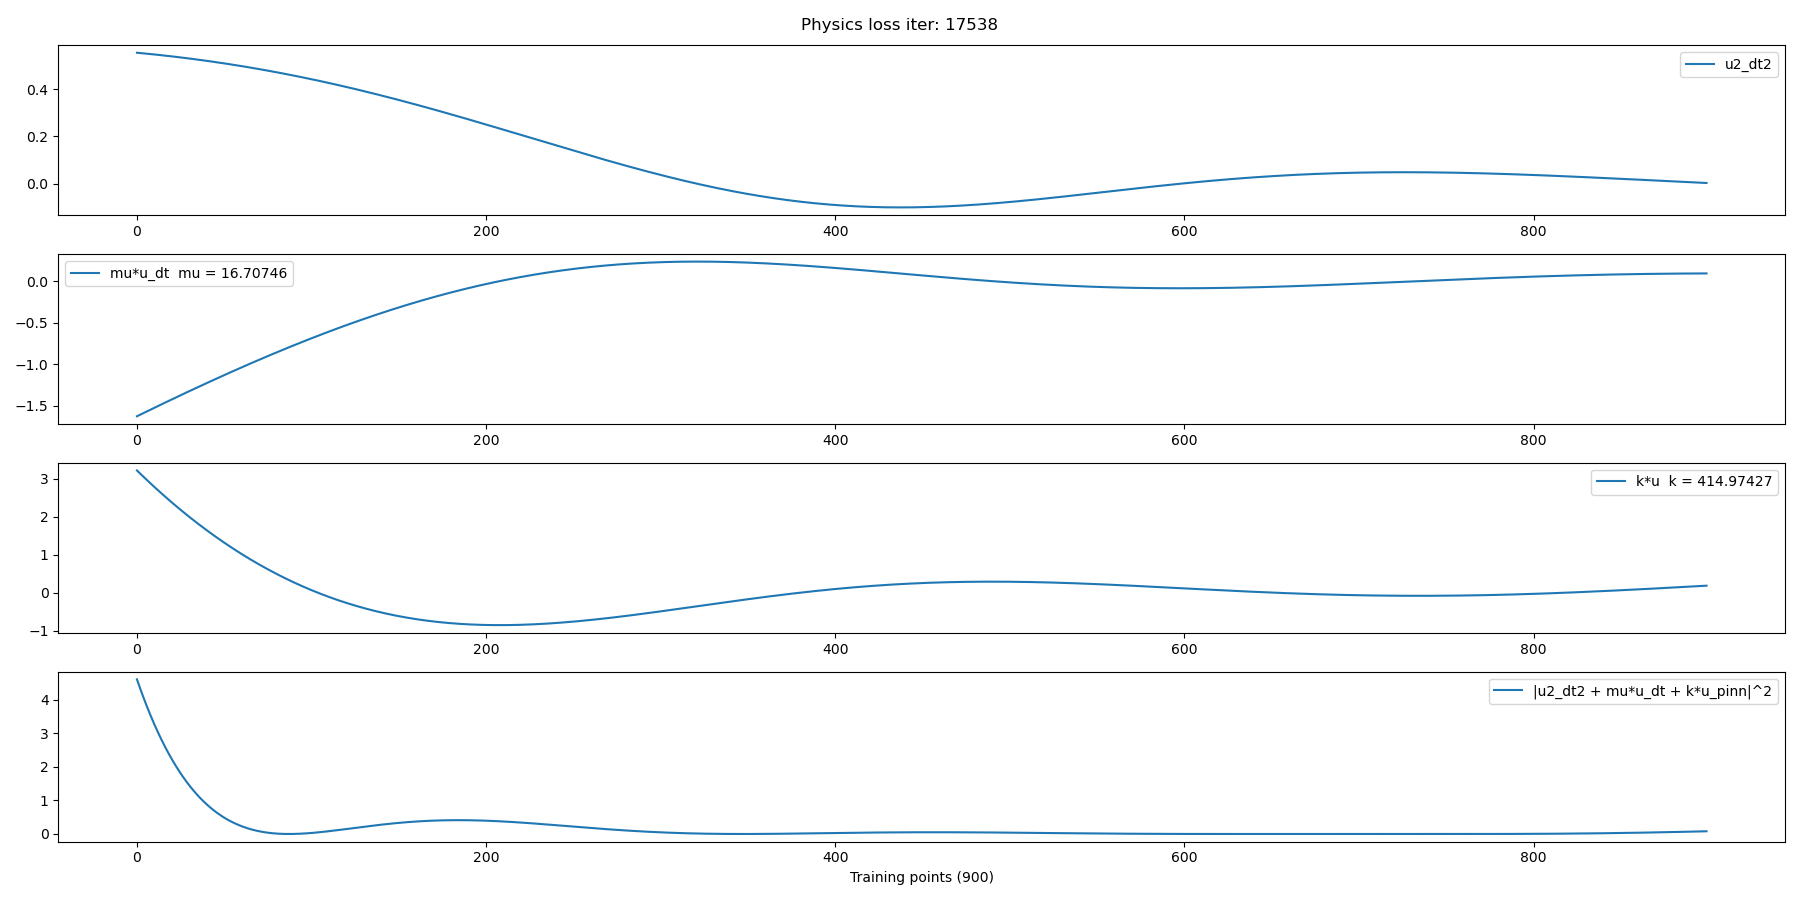 Physics loss iter: 17538
u2_dt2
0.4
0.2
0.0
0 200 400 600 800
mu*u_dt  mu = 16.70746
0.0
−0.5
−1.0
−1.5
0 200 400 600 800
k*u  k = 414.97427
3
2
1
0
−1
0 200 400 600 800
|u2_dt2 + mu*u_dt + k*u_pinn|^2
4
3
2
1
0
0 200 400 600 800
Training points (900)